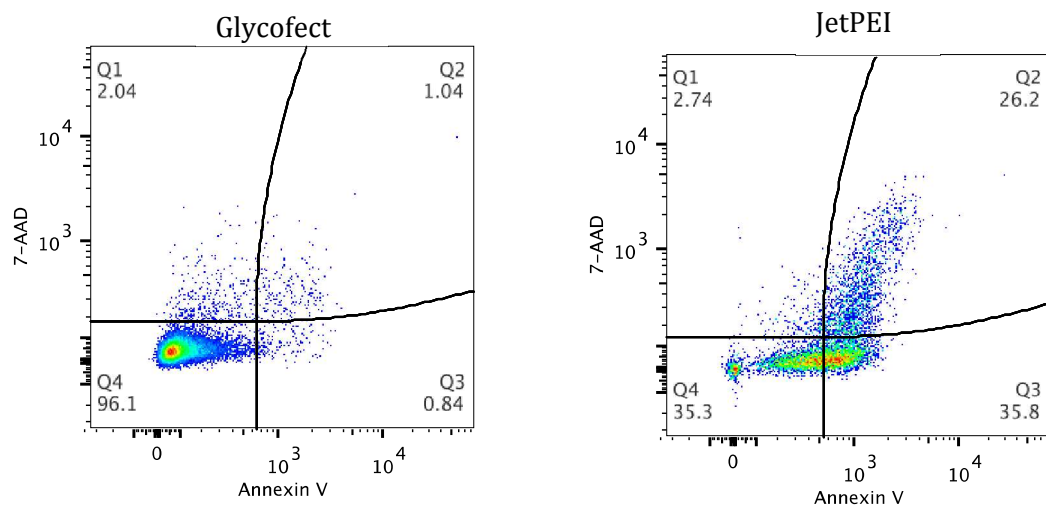 Glycofect
Q1
2.04
Q2
1.04
10^4
10^3
7-AAD
Q4
96.1
Q3
0.84
0
10^3
10^4
Annexin V
JetPEI
Q1
2.74
Q2
26.2
10^4
10^3
7-AAD
Q4
35.3
Q3
35.8
0
10^3
10^4
Annexin V